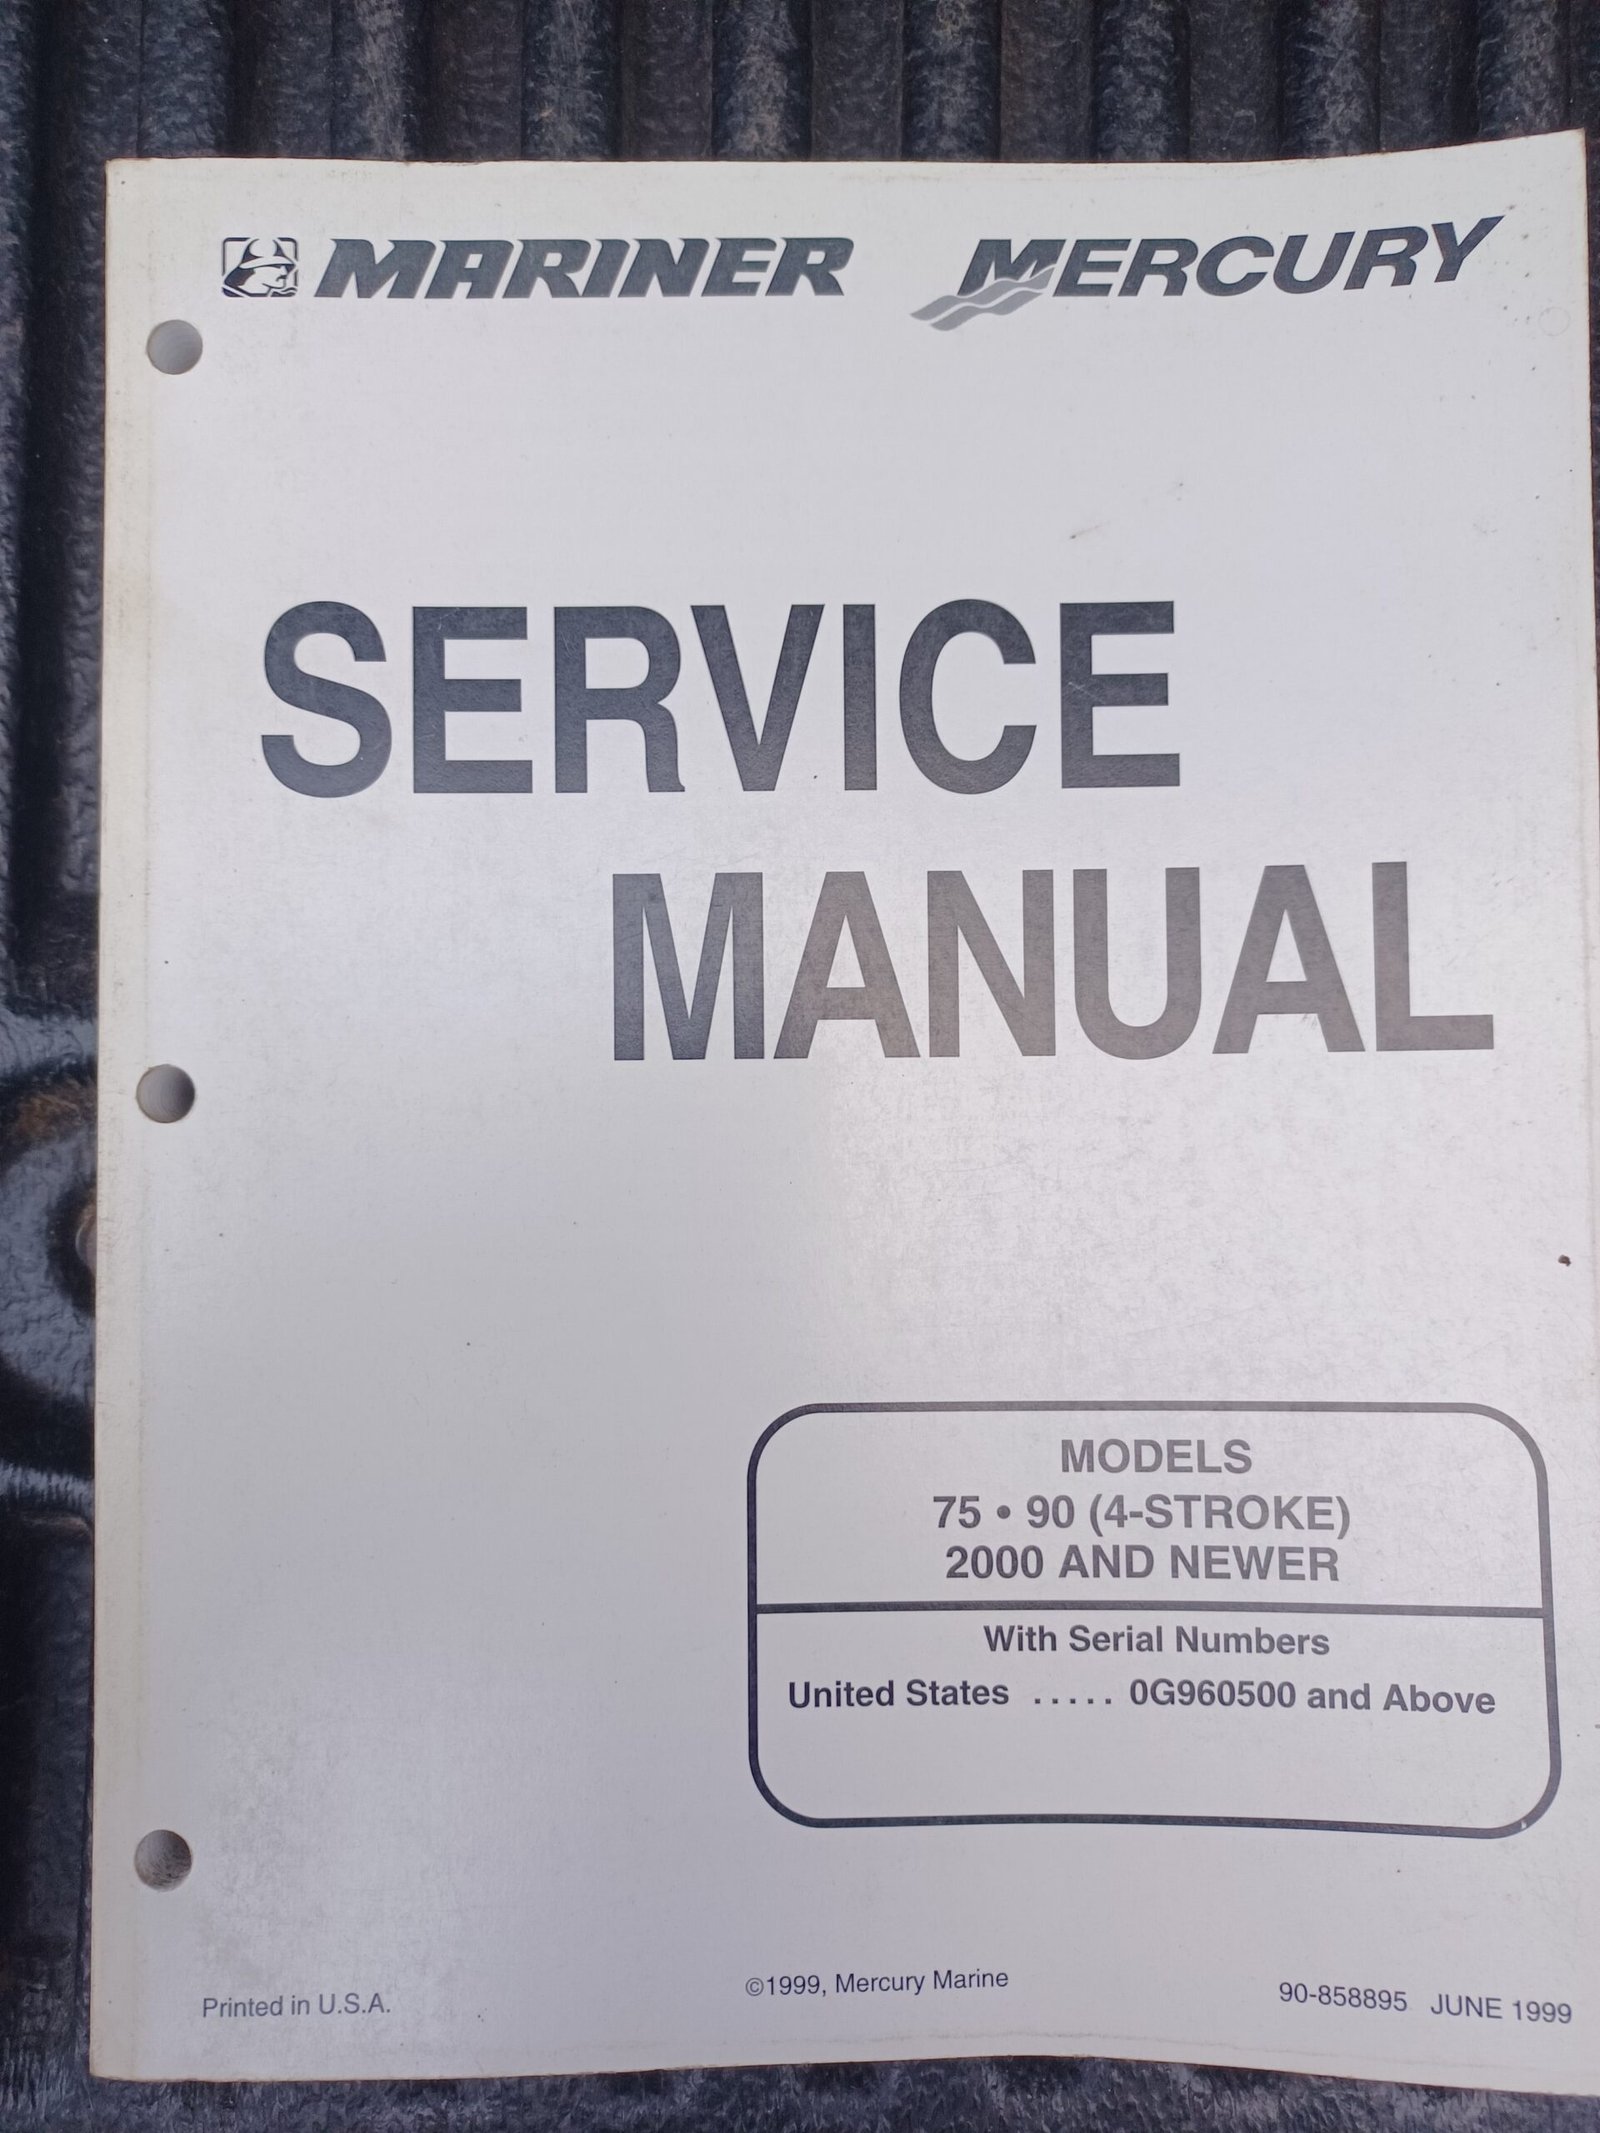 MARINER MERCURY
SERVICE
MANUAL
MODELS
75 • 90 (4-STROKE)
2000 AND NEWER
With Serial Numbers
United States ..... 0G960500 and Above
Printed in U.S.A. ©1999, Mercury Marine 90-858895 JUNE 1999